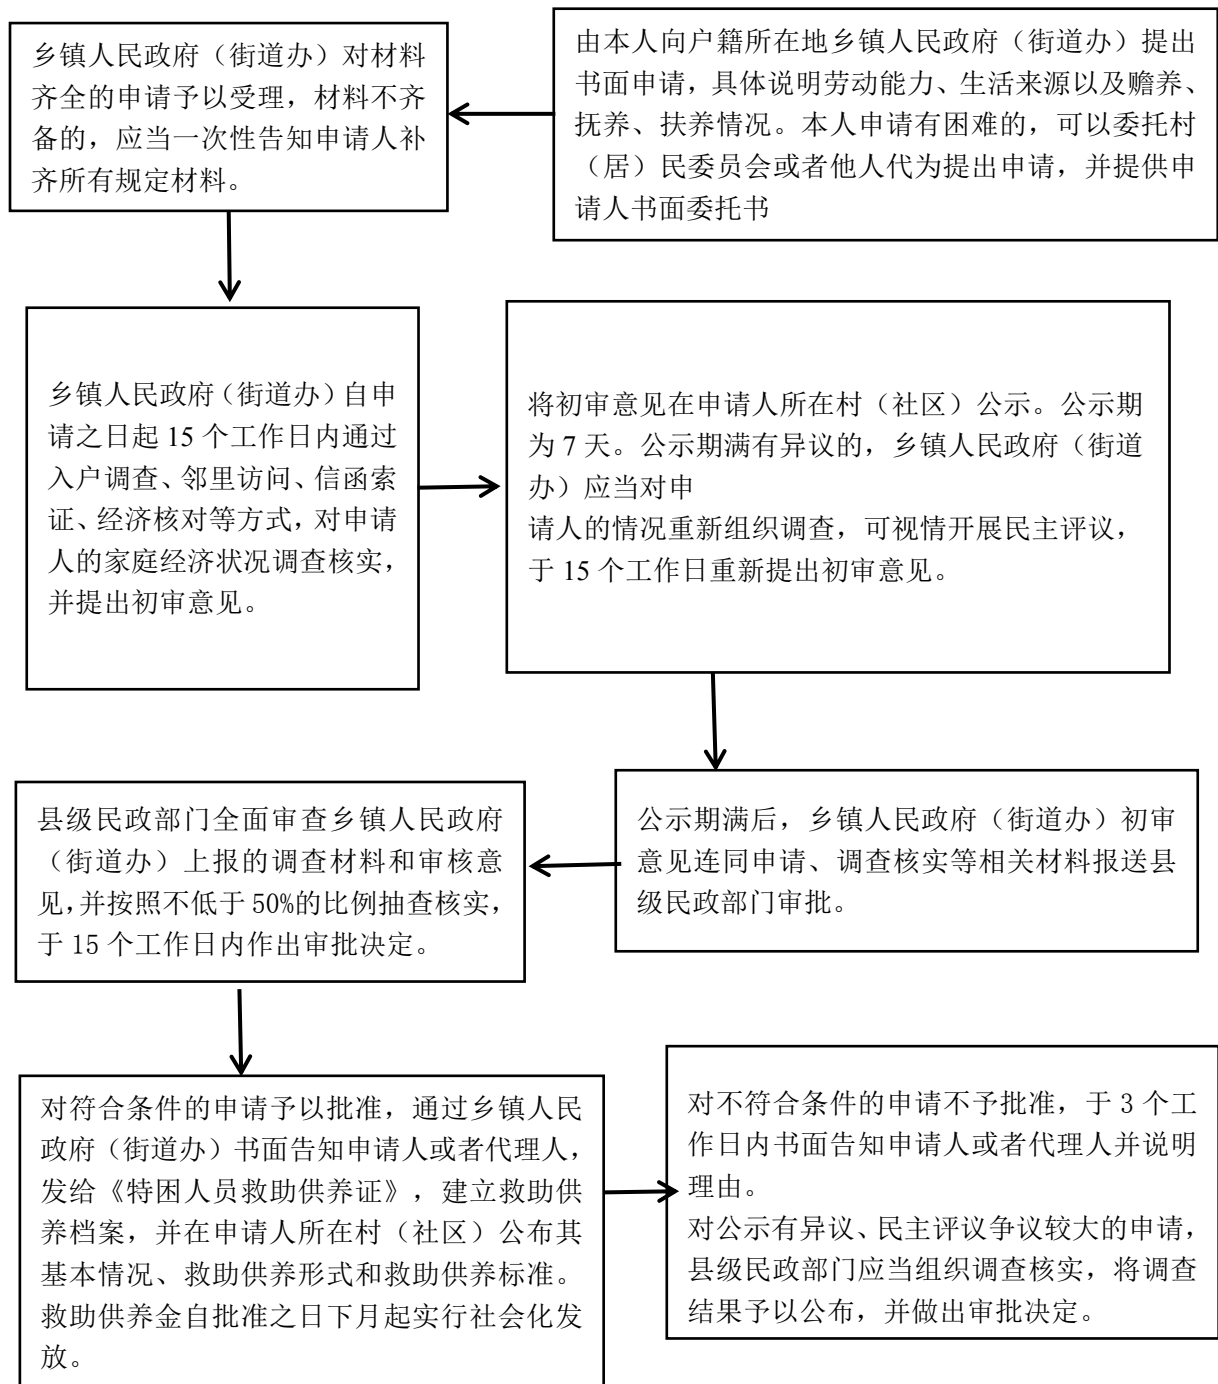 乡镇人民政府（街道办）对材料
齐全的申请予以受理，材料不齐
备的，应当一次性告知申请人补
齐所有规定材料。
由本人向户籍所在地乡镇人民政府（街道办）提出
书面申请，具体说明劳动能力、生活来源以及赡养、
抚养、扶养情况。本人申请有困难的，可以委托村
（居）民委员会或者他人代为提出申请，并提供申
请人书面委托书
乡镇人民政府（街道办）自申
请之日起 15 个工作日内通过
入户调查、邻里访问、信函索
证、经济核对等方式，对申请
人的家庭经济状况调查核实，
并提出初审意见。
将初审意见在申请人所在村（社区）公示。公示期
为 7 天。公示期满有异议的，乡镇人民政府（街道
办）应当对申
请人的情况重新组织调查，可视情开展民主评议，
于 15 个工作日重新提出初审意见。
县级民政部门全面审查乡镇人民政府
（街道办）上报的调查材料和审核意
见，并按照不低于 50%的比例抽查核实，
于 15 个工作日内作出审批决定。
公示期满后，乡镇人民政府（街道办）初审
意见连同申请、调查核实等相关材料报送县
级民政部门审批。
对符合条件的申请予以批准，通过乡镇人民
政府（街道办）书面告知申请人或者代理人，
发给《特困人员救助供养证》，建立救助供
养档案，并在申请人所在村（社区）公布其
基本情况、救助供养形式和救助供养标准。
救助供养金自批准之日下月起实行社会化发
放。
对不符合条件的申请不予批准，于 3 个工
作日内书面告知申请人或者代理人并说明
理由。
对公示有异议、民主评议争议较大的申请，
县级民政部门应当组织调查核实，将调查
结果予以公布，并做出审批决定。